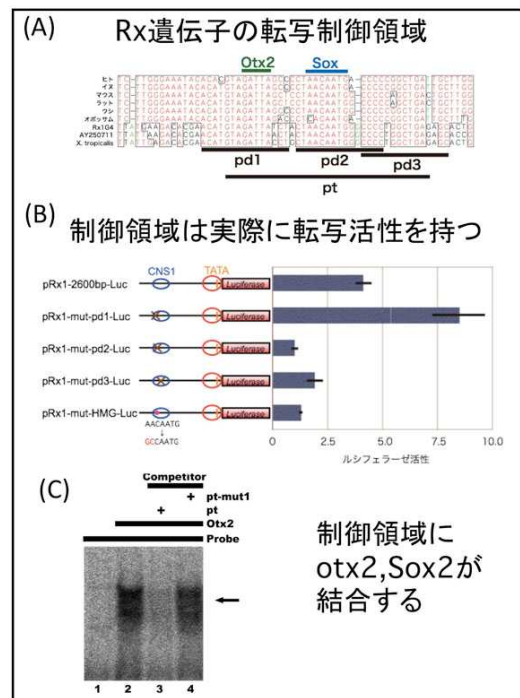 (A)
Rx遺伝子の転写制御領域
Otx2
Sox
ヒト
イヌ
マウス
ラット
ウシ
オポッサム
Rx1G4
AY250711
X. tropicalis
pd1
pd2
pd3
pt
(B)
制御領域は実際に転写活性を持つ
CNS1
TATA
pRx1-2600bp-Luc
Luciferase
pRx1-mut-pd1-Luc
Luciferase
pRx1-mut-pd2-Luc
Luciferase
pRx1-mut-pd3-Luc
Luciferase
pRx1-mut-HMG-Luc
Luciferase
AACAATG
↓
GCCAATG
0
2.5
5.0
7.5
10.0
ルシフェラーゼ活性
(C)
Competitor
+ pt-mut1
+ pt
Otx2
Probe
1 2 3 4
制御領域に
otx2,Sox2が
結合する